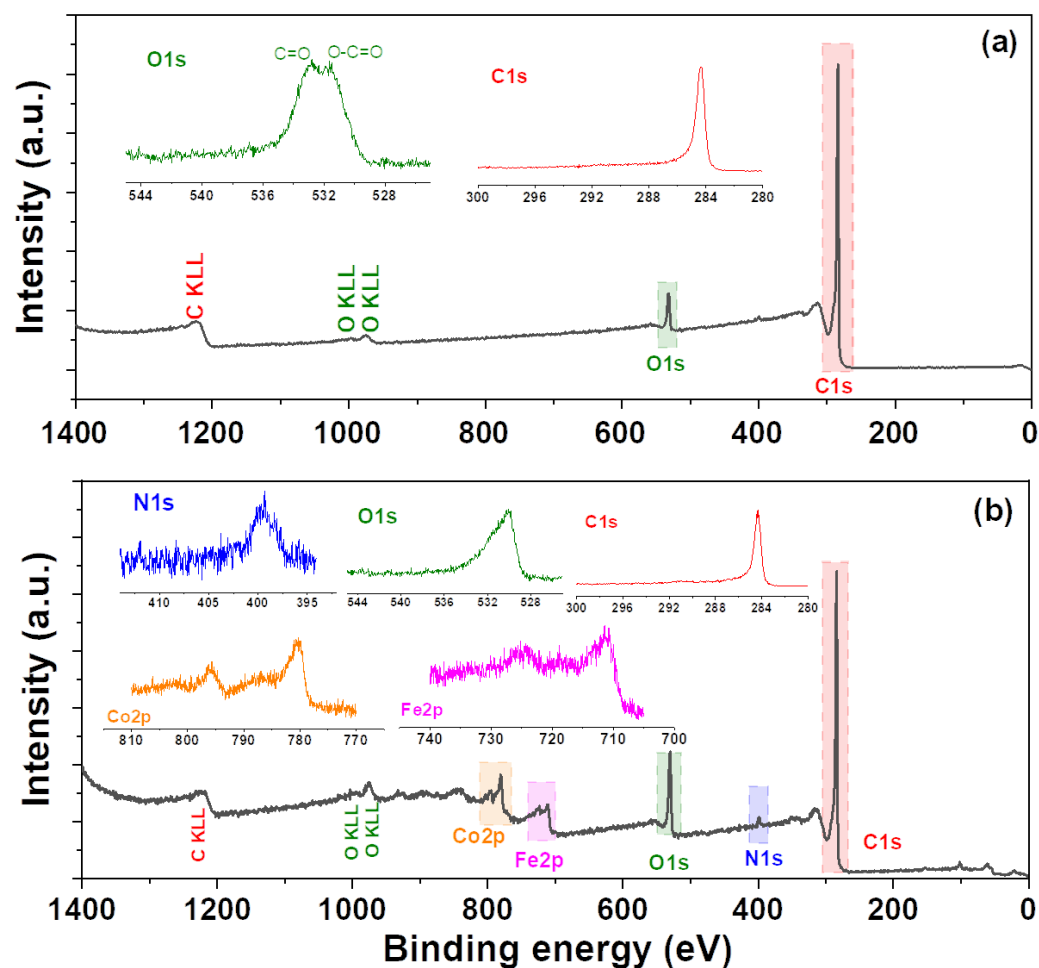 (a)
Intensity (a.u.)
O1s
C=O
O-C=O
544 540 536 532 528
C1s
300 296 292 288 284 280
C KLL
O KLL
O KLL
O1s
C1s
1400 1200 1000 800 600 400 200 0
(b)
Intensity (a.u.)
N1s
410 405 400 395
O1s
544 540 536 532 528
C1s
300 296 292 288 284 280
Co2p
810 800 790 780 770
Fe2p
740 730 720 710 700
C KLL
O KLL
O KLL
Co2p
Fe2p
O1s
N1s
C1s
1400 1200 1000 800 600 400 200 0
Binding energy (eV)